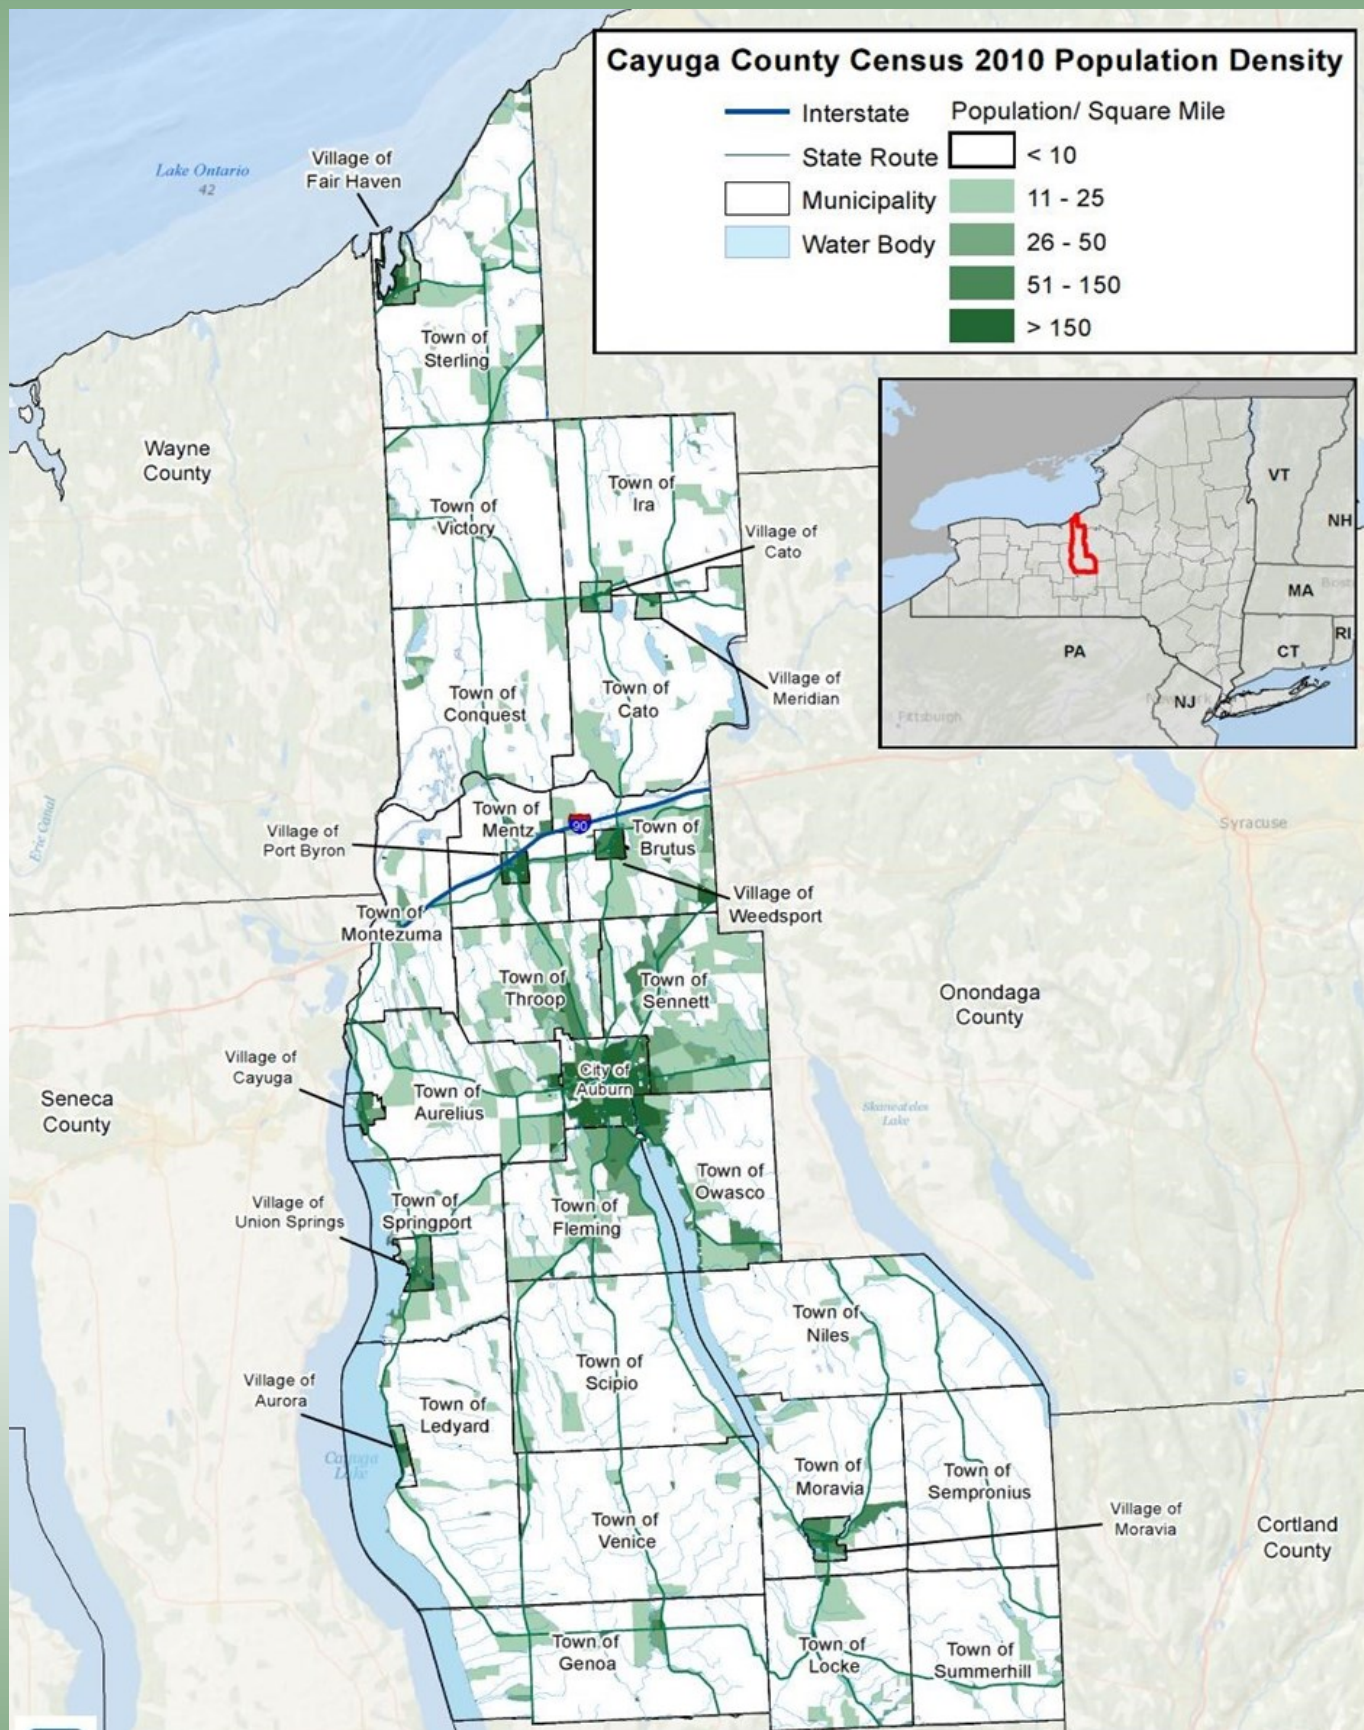 Cayuga County Census 2010 Population Density
Interstate
State Route
Municipality
Water Body
Population/ Square Mile
< 10
11 - 25
26 - 50
51 - 150
> 150
Lake Ontario
42
Village of
Fair Haven
Town of
Sterling
Wayne
County
Town of
Victory
Town of
Ira
Village of
Cato
VT
NH
MA
RI
CT
PA
NJ
Pittsburgh
Village of
Meridian
Town of
Conquest
Town of
Cato
Erie Canal
Village of
Port Byron
Town of
Mentz
90
Town of
Brutus
Syracuse
Village of
Weedsport
Town of
Montezuma
Town of
Throop
Town of
Sennett
Onondaga
County
Village of
Cayuga
Seneca
County
Town of
Aurelius
City of
Auburn
Skaneateles
Lake
Village of
Union Springs
Town of
Springport
Town of
Fleming
Town of
Owasco
Town of
Niles
Village of
Aurora
Town of
Ledyard
Town of
Scipio
Cayuga
Lake
Town of
Moravia
Town of
Sempronius
Village of
Moravia
Cortland
County
Town of
Venice
Town of
Genoa
Town of
Locke
Town of
Summerhill